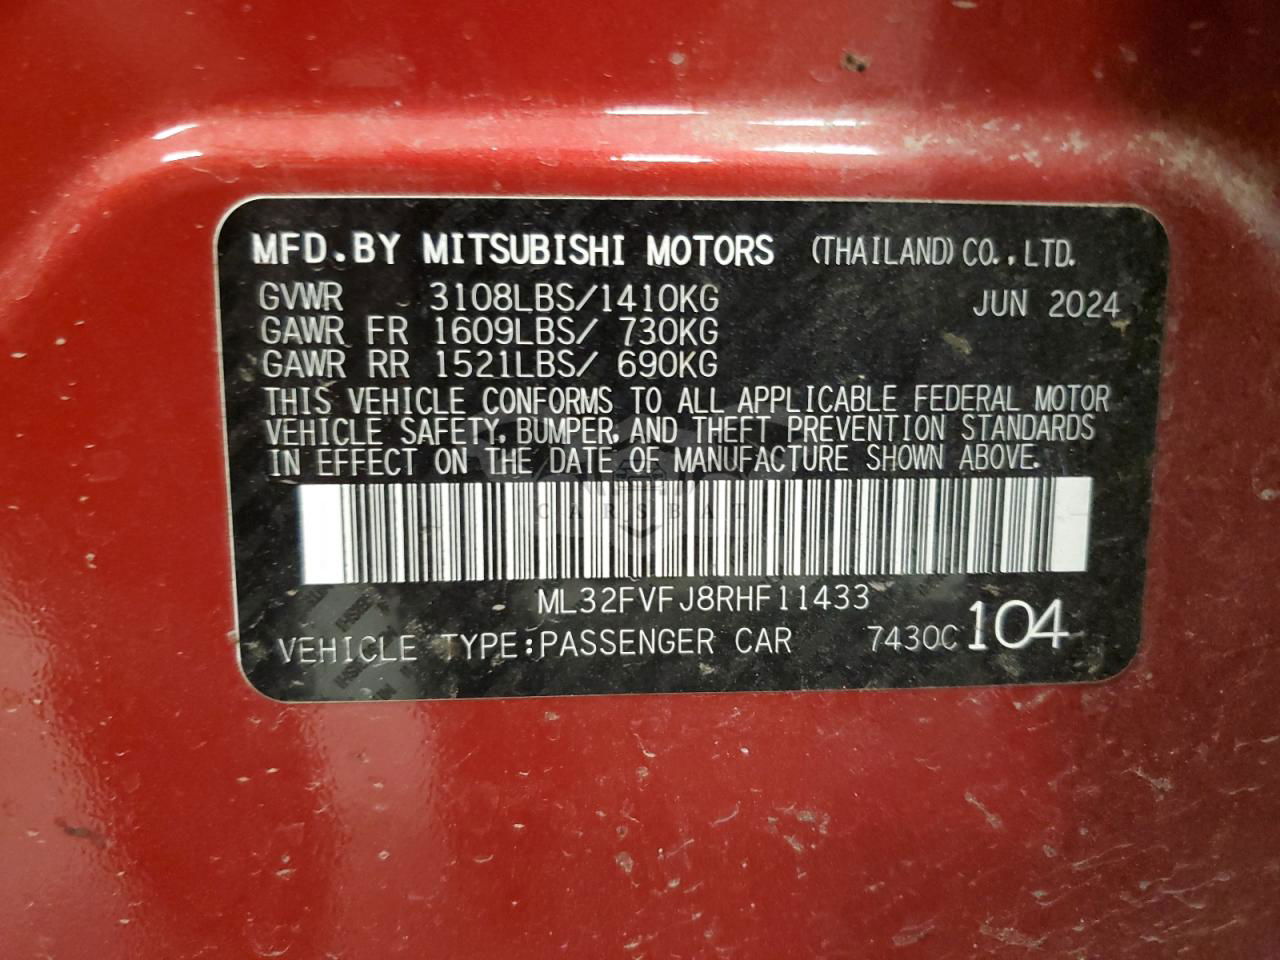 MFD.BY MITSUBISHI MOTORS (THAILAND) CO., LTD.
GVWR 3108LBS/1410KG JUN 2024
GAWR FR 1609LBS/ 730KG
GAWR RR 1521LBS/ 690KG
THIS VEHICLE CONFORMS TO ALL APPLICABLE FEDERAL MOTOR
VEHICLE SAFETY, BUMPER, AND THEFT PREVENTION STANDARDS
IN EFFECT ON THE DATE OF MANUFACTURE SHOWN ABOVE.
ML32FVFJ8RHF11433
VEHICLE TYPE:PASSENGER CAR 7430C 104